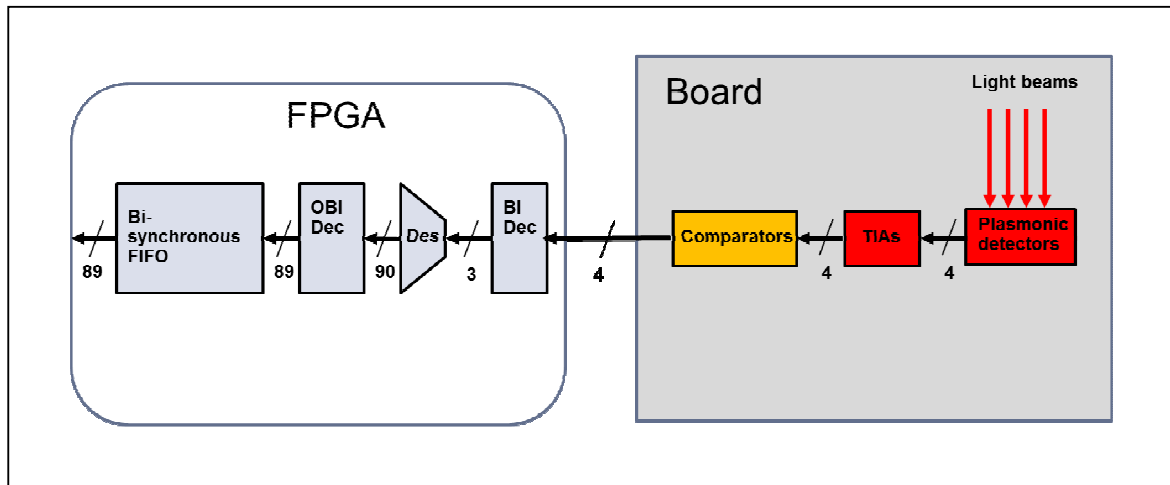 FPGA
Board
Light beams
Bi-
synchronous
FIFO
OBI
Dec
Des
BI
Dec
Comparators
TIAs
Plasmonic
detectors
89
89
90
3
4
4
4